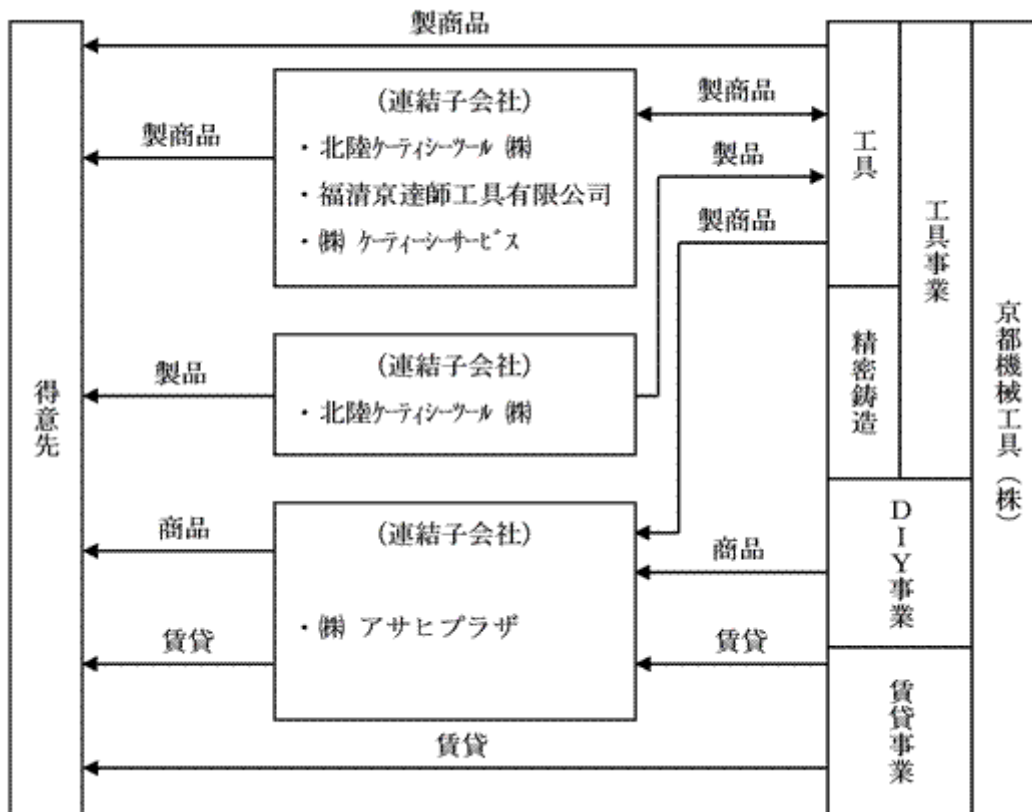 製商品
(連結子会社)
・北陸ケーティシーツール ㈱
・福清京達師工具有限公司
・㈱ ケーティーシーサービス
製商品
製商品
製品
製商品
(連結子会社)
・北陸ケーティシーツール ㈱
製品
(連結子会社)
・㈱ アサヒプラザ
商品
商品
賃貸
賃貸
賃貸
得意先
工具
精密鋳造
工具事業
DIY事業
賃貸事業
京都機械工具(株)